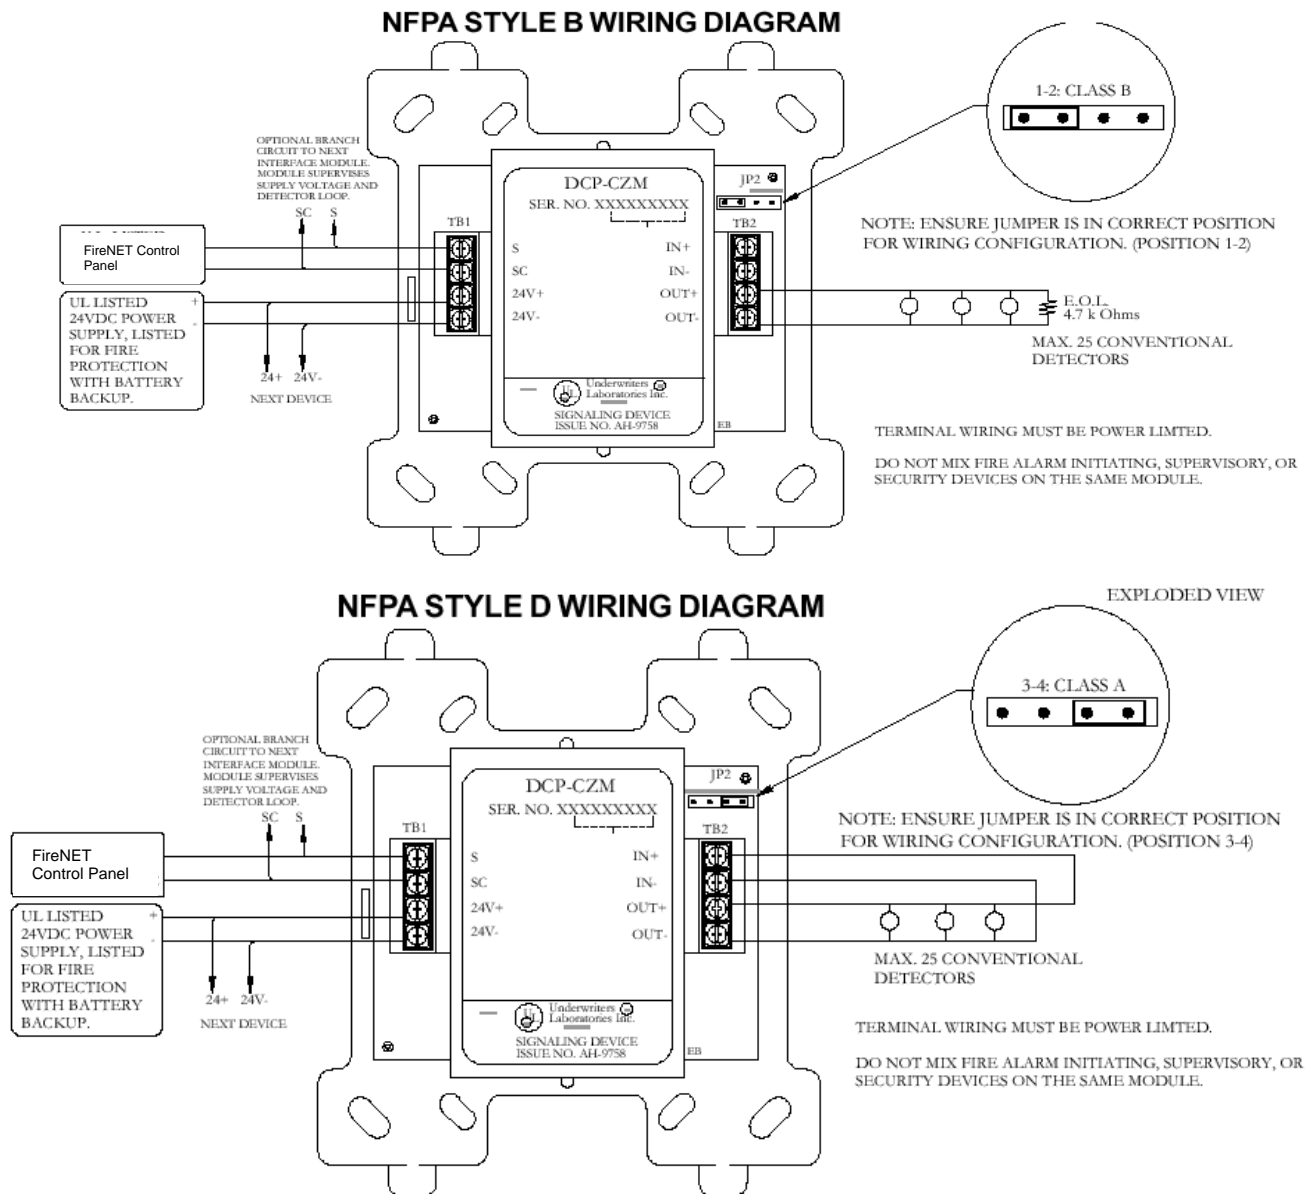 NFPA STYLE B WIRING DIAGRAM
1-2: CLASS B
OPTIONAL BRANCH
CIRCUIT TO NEXT
INTERFACE MODULE.
MODULE SUPERVISES
SUPPLY VOLTAGE AND
DETECTOR LOOP.
SC S
DCP-CZM
SER. NO. XXXXXXXXX
JP2
TB1
TB2
NOTE: ENSURE JUMPER IS IN CORRECT POSITION
FOR WIRING CONFIGURATION. (POSITION 1-2)
FireNET Control
Panel
S
SC
24V+
24V-
IN+
IN-
OUT+
OUT-
UL LISTED +
24VDC POWER -
SUPPLY, LISTED
FOR FIRE
PROTECTION
WITH BATTERY
BACKUP.
24+ 24V-
NEXT DEVICE
E.O.L.
4.7 k Ohms
MAX. 25 CONVENTIONAL
DETECTORS
UL
Underwriters
Laboratories Inc.
SIGNALING DEVICE
ISSUE NO. AH-9758
EB
TERMINAL WIRING MUST BE POWER LIMTED.
DO NOT MIX FIRE ALARM INITIATING, SUPERVISORY, OR
SECURITY DEVICES ON THE SAME MODULE.
NFPA STYLE D WIRING DIAGRAM
EXPLODED VIEW
3-4: CLASS A
OPTIONAL BRANCH
CIRCUIT TO NEXT
INTERFACE MODULE.
MODULE SUPERVISES
SUPPLY VOLTAGE AND
DETECTOR LOOP.
SC S
DCP-CZM
SER. NO. XXXXXXXXX
JP2
TB1
TB2
NOTE: ENSURE JUMPER IS IN CORRECT POSITION
FOR WIRING CONFIGURATION. (POSITION 3-4)
FireNET
Control Panel
S
SC
24V+
24V-
IN+
IN-
OUT+
OUT-
UL LISTED +
24VDC POWER -
SUPPLY, LISTED
FOR FIRE
PROTECTION
WITH BATTERY
BACKUP.
24+ 24V-
NEXT DEVICE
MAX. 25 CONVENTIONAL
DETECTORS
UL
Underwriters
Laboratories Inc.
SIGNALING DEVICE
ISSUE NO. AH-9758
EB
TERMINAL WIRING MUST BE POWER LIMTED.
DO NOT MIX FIRE ALARM INITIATING, SUPERVISORY, OR
SECURITY DEVICES ON THE SAME MODULE.